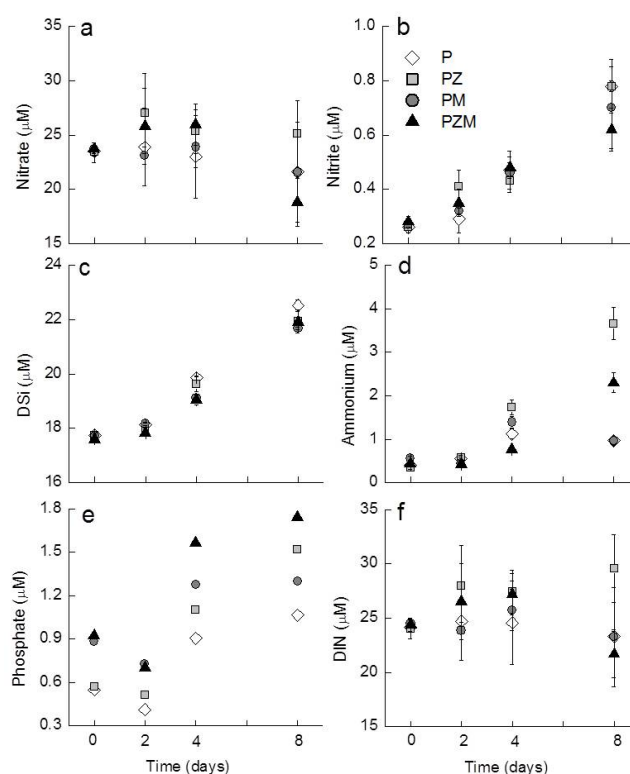 a
Nitrate (μM)
35
30
25
20
15
b
P
PZ
PM
PZM
Nitrite (μM)
1.0
0.8
0.6
0.4
0.2
c
DSi (μM)
24
22
20
18
16
d
Ammonium (μM)
5
4
3
2
1
0
e
Phosphate (μM)
1.8
1.5
1.2
0.9
0.6
0.3
0 2 4 8
Time (days)
f
DIN (μM)
35
30
25
20
15
0 2 4 8
Time (days)